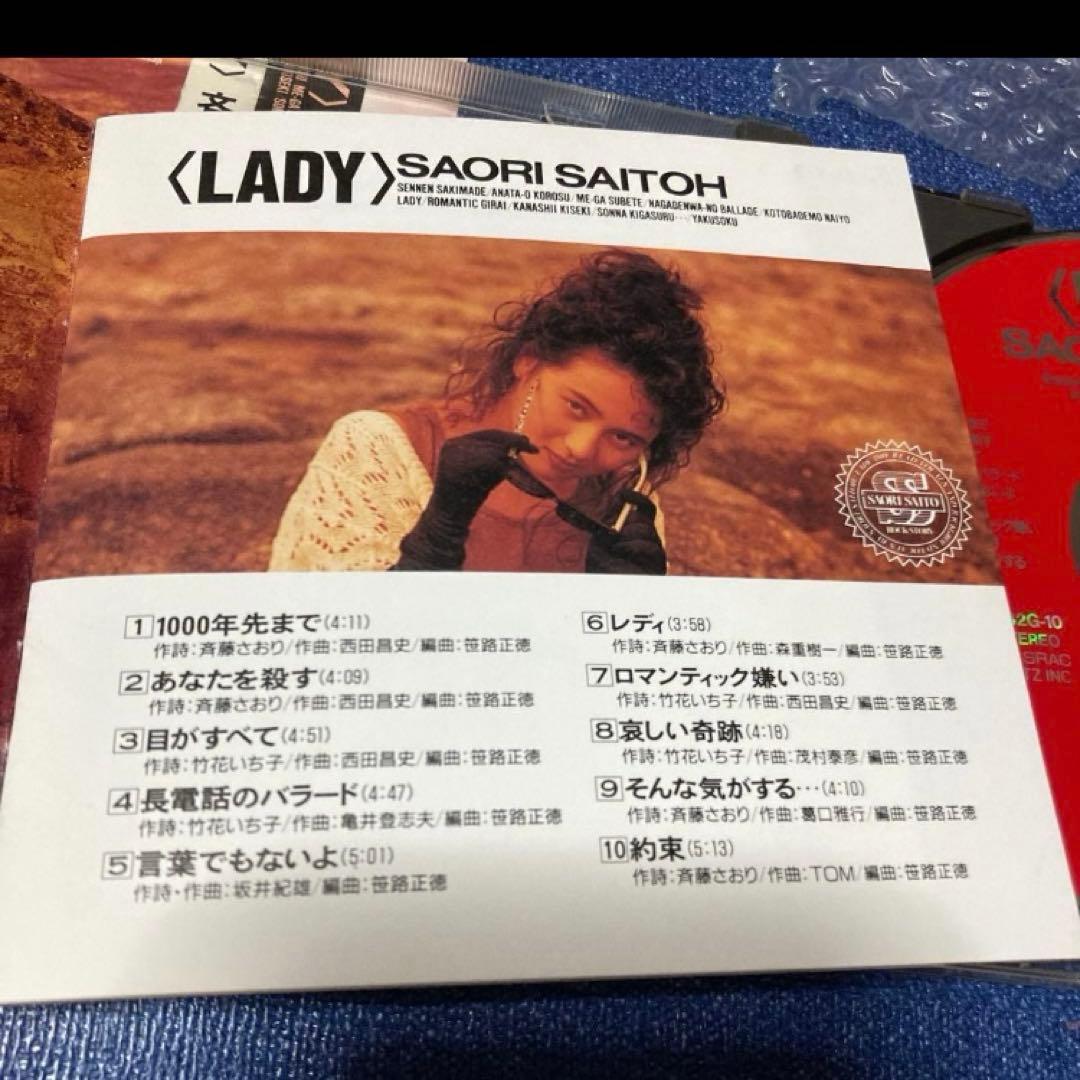 〈LADY〉SAORI SAITOH
SENNEN SAKIMADE/ANATA-O KOROSU/ME-GA SUBETE/NAGADENWA-NO BALLADE/KOTOBADEMO NAIYO
LADY/ROMANTIC GIRAI/KANASHII KISEKI/SONNA KIGASURU…/YAKUSOKU
SAORI SAITO
ROCK STORY
1 1000年先まで(4:11)
作詩:斉藤さおり/作曲:西田昌史/編曲:笹路正徳
2 あなたを殺す(4:09)
作詩:斉藤さおり/作曲:西田昌史/編曲:笹路正徳
3 目がすべて(4:51)
作詩:竹花いち子/作曲:西田昌史/編曲:笹路正徳
4 長電話のバラード(4:47)
作詩:竹花いち子/作曲:亀井登志夫/編曲:笹路正徳
5 言葉でもないよ(5:01)
作詩・作曲:坂井紀雄/編曲:笹路正徳
6 レディ(3:58)
作詩:斉藤さおり/作曲:森重樹一/編曲:笹路正徳
7 ロマンティック嫌い(3:53)
作詩:竹花いち子/作曲:西田昌史/編曲:笹路正徳
8 哀しい奇跡(4:18)
作詩:竹花いち子/作曲:茂村泰彦/編曲:笹路正徳
9 そんな気がする…(4:10)
作詩:斉藤さおり/作曲:葛口雅行/編曲:笹路正徳
10 約束(5:13)
作詩:斉藤さおり/作曲:TOM/編曲:笹路正徳
2G-10
EREO
SRAC
TZ INC